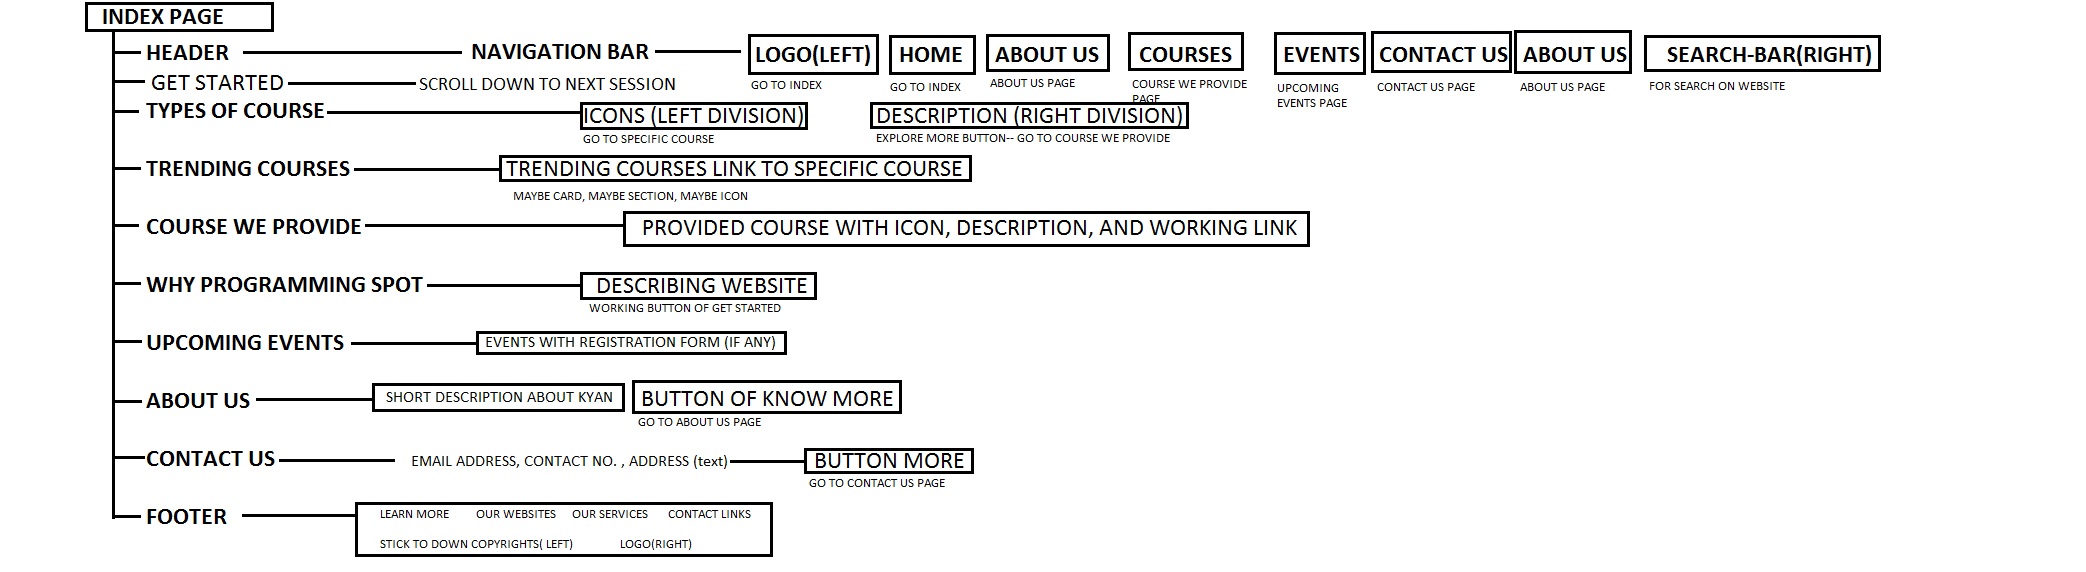 INDEX PAGE
HEADER NAVIGATION BAR LOGO(LEFT) HOME ABOUT US COURSES EVENTS CONTACT US ABOUT US SEARCH-BAR(RIGHT)
GO TO INDEX GO TO INDEX ABOUT US PAGE COURSE WE PROVIDE PAGE UPCOMING EVENTS PAGE CONTACT US PAGE ABOUT US PAGE FOR SEARCH ON WEBSITE
GET STARTED SCROLL DOWN TO NEXT SESSION
TYPES OF COURSE ICONS (LEFT DIVISION) DESCRIPTION (RIGHT DIVISION)
GO TO SPECIFIC COURSE EXPLORE MORE BUTTON-- GO TO COURSE WE PROVIDE
TRENDING COURSES TRENDING COURSES LINK TO SPECIFIC COURSE
MAYBE CARD, MAYBE SECTION, MAYBE ICON
COURSE WE PROVIDE PROVIDED COURSE WITH ICON, DESCRIPTION, AND WORKING LINK
WHY PROGRAMMING SPOT DESCRIBING WEBSITE
WORKING BUTTON OF GET STARTED
UPCOMING EVENTS EVENTS WITH REGISTRATION FORM (IF ANY)
ABOUT US SHORT DESCRIPTION ABOUT KYAN BUTTON OF KNOW MORE
GO TO ABOUT US PAGE
CONTACT US EMAIL ADDRESS, CONTACT NO. , ADDRESS (text) BUTTON MORE
GO TO CONTACT US PAGE
FOOTER LEARN MORE OUR WEBSITES OUR SERVICES CONTACT LINKS
STICK TO DOWN COPYRIGHTS( LEFT) LOGO(RIGHT)